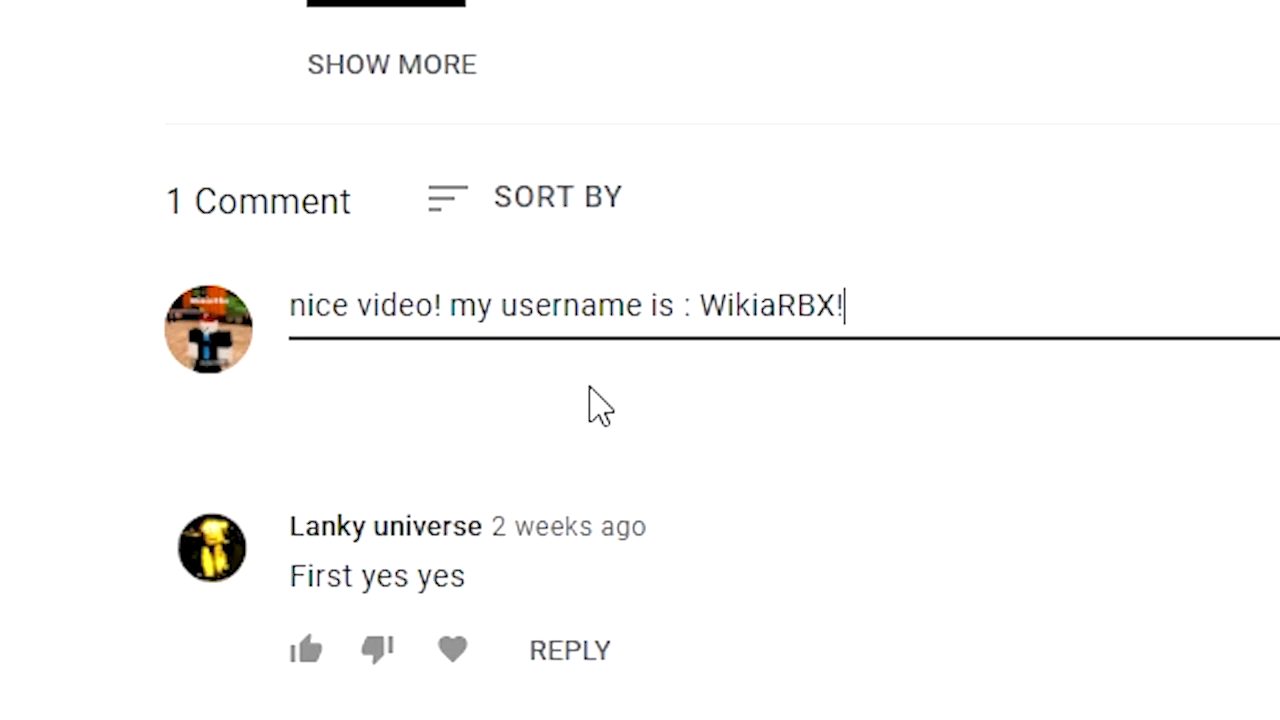 SHOW MORE
1 Comment
SORT BY
nice video! my username is : WikiaRBX!
Lanky universe 2 weeks ago
First yes yes
REPLY